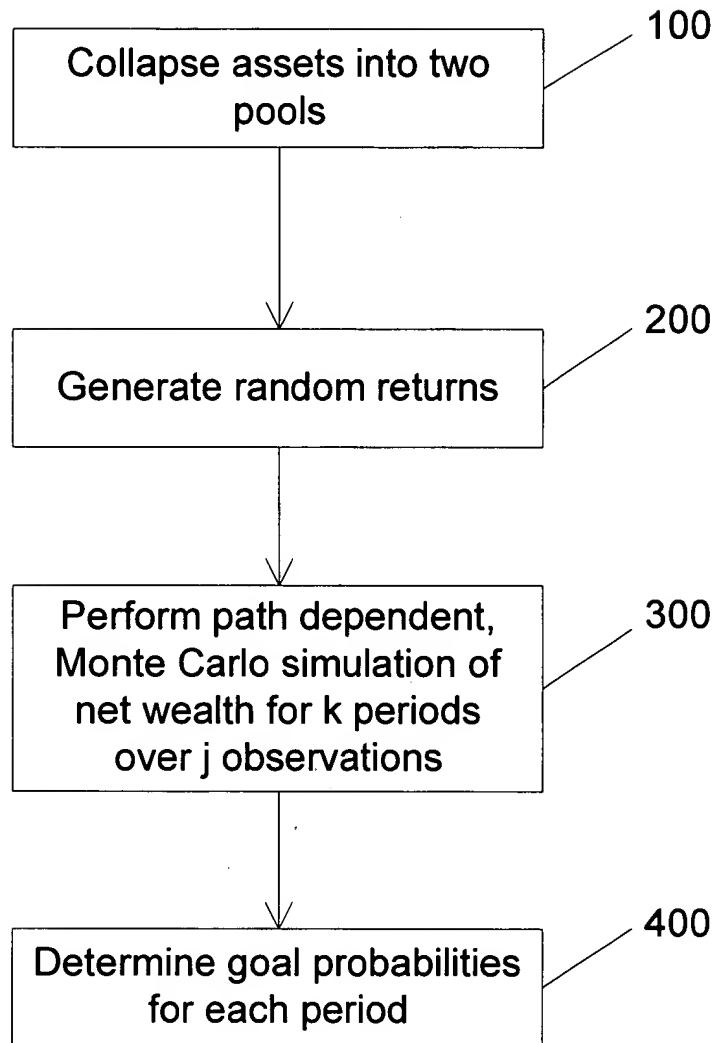 100
Collapse assets into two
pools
200
Generate random returns
300
Perform path dependent,
Monte Carlo simulation of
net wealth for k periods
over j observations
400
Determine goal probabilities
for each period